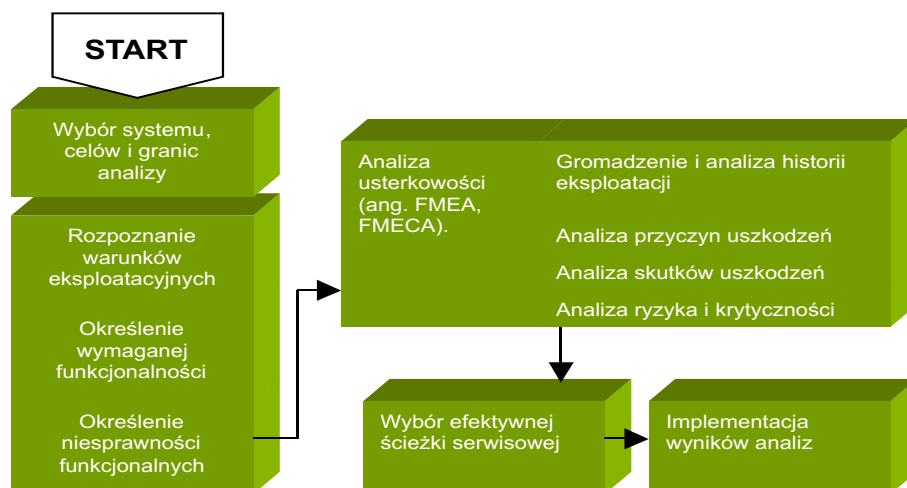 START
Wybór systemu,
celów i granic
analizy
Rozpoznanie
warunków
eksploatacyjnych
Określenie
wymaganej
funkcjonalności
Określenie
niesprawności
funkcjonalnych
Analiza
usterkowości
(ang. FMEA,
FMECA).
Gromadzenie i analiza historii
eksploatacji
Analiza przyczyn uszkodzeń
Analiza skutków uszkodzeń
Analiza ryzyka i krytyczności
Wybór efektywnej
ścieżki serwisowej
Implementacja
wyników analiz